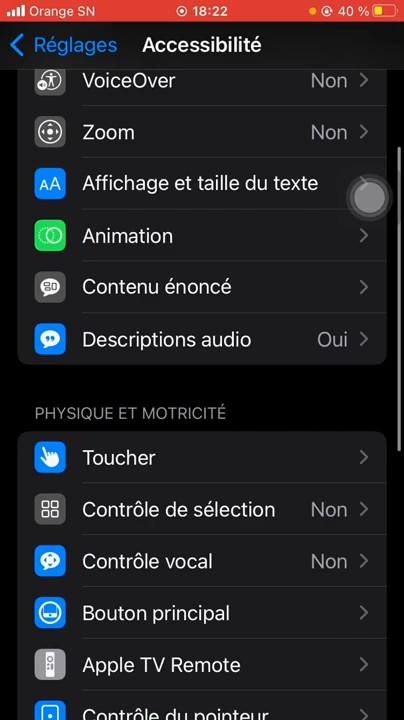 Orange SN 18:22 40 %
Réglages Accessibilité
VoiceOver Non
Zoom Non
AA Affichage et taille du texte
Animation
Contenu énoncé
Descriptions audio Oui
PHYSIQUE ET MOTRICITÉ
Toucher
Contrôle de sélection Non
Contrôle vocal Non
Bouton principal
Apple TV Remote
Contrôle du pointeur